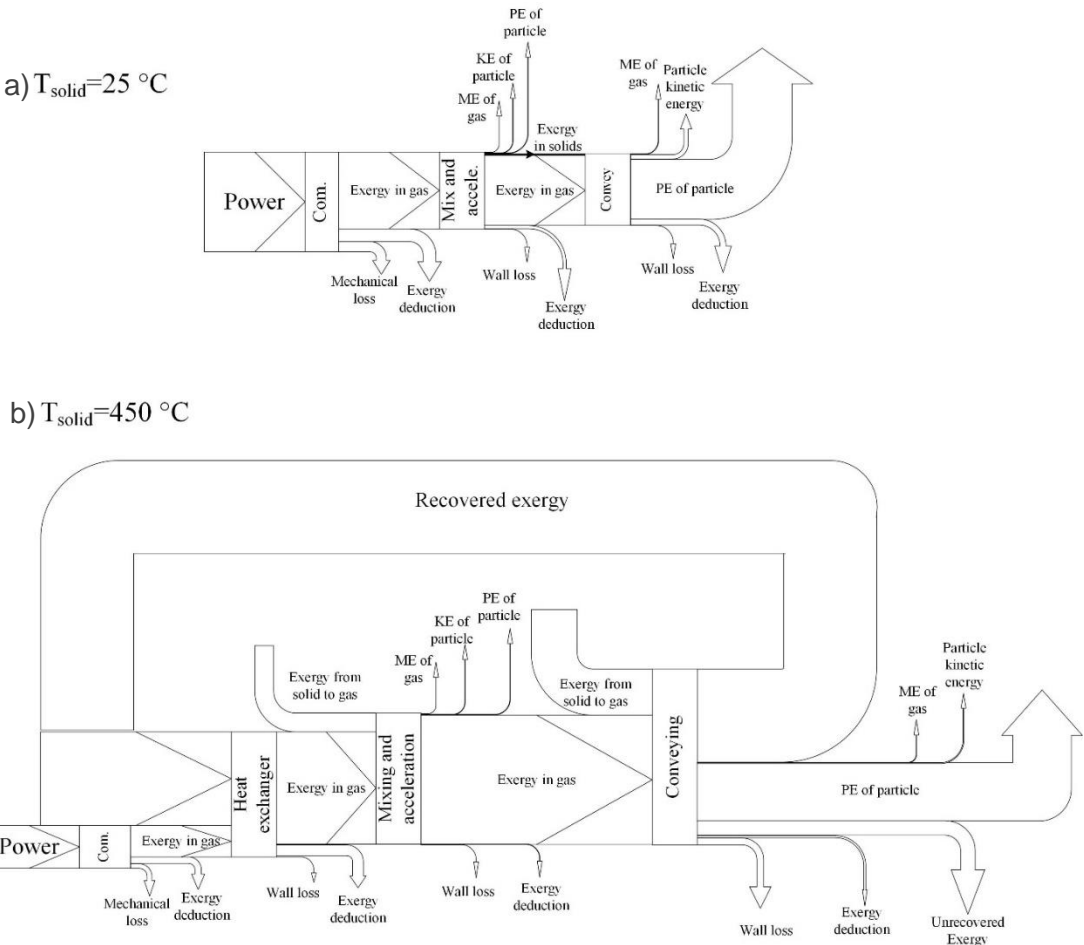 a) Tsolid=25 °C
PE of
particle
KE of
particle
ME of
gas
ME of
gas
Particle
kinetic
energy
Exergy
in solids
Power
Com.
Exergy in gas
Mix and
accele.
Exergy in gas
Convey
PE of particle
Mechanical
loss
Exergy
deduction
Wall loss
Exergy
deduction
Wall loss
Exergy
deduction
b) Tsolid=450 °C
Recovered exergy
PE of
particle
KE of
particle
ME of
gas
Exergy from
solid to gas
Exergy from
solid to gas
Particle
kinetic
energy
ME of
gas
Heat
exchanger
Exergy in gas
Mixing and
acceleration
Exergy in gas
Conveying
PE of particle
Power
Com.
Exergy in gas
Mechanical
loss
Exergy
deduction
Wall loss
Exergy
deduction
Wall loss
Exergy
deduction
Wall loss
Exergy
deduction
Unrecovered
Exergy